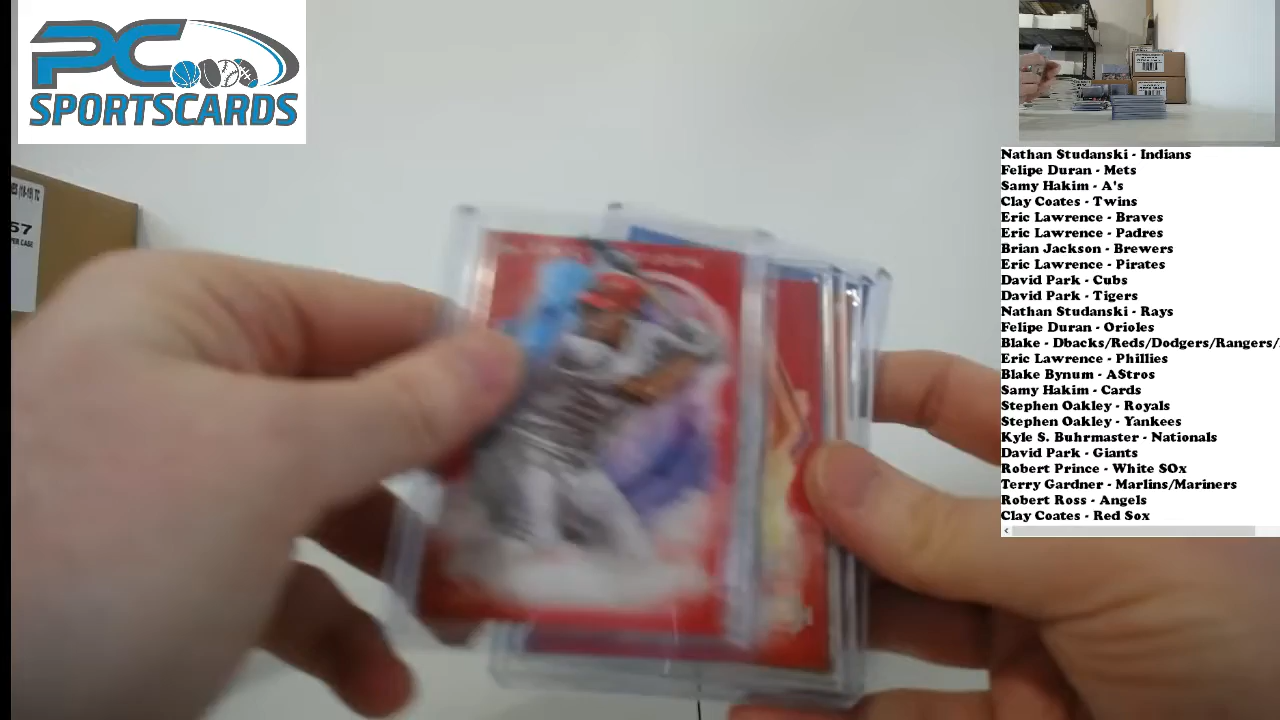 PC
SPORTSCARDS
57
Nathan Studanski - Indians
Felipe Duran - Mets
Samy Hakim - A's
Clay Coates - Twins
Eric Lawrence - Braves
Eric Lawrence - Padres
Brian Jackson - Brewers
Eric Lawrence - Pirates
David Park - Cubs
David Park - Tigers
Nathan Studanski - Rays
Felipe Duran - Orioles
Blake - Dbacks/Reds/Dodgers/Rangers/
Eric Lawrence - Phillies
Blake Bynum - AStros
Samy Hakim - Cards
Stephen Oakley - Royals
Stephen Oakley - Yankees
Kyle S. Buhrmaster - Nationals
David Park - Giants
Robert Prince - White SOx
Terry Gardner - Marlins/Mariners
Robert Ross - Angels
Clay Coates - Red Sox